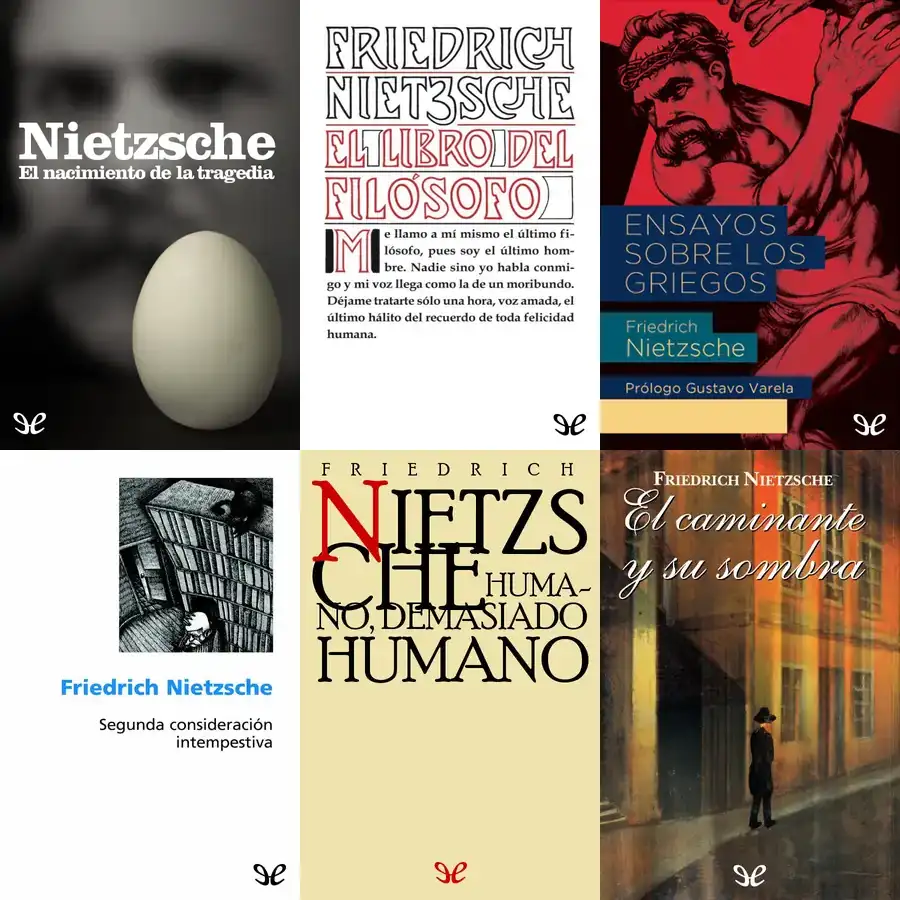 Nietzsche
El nacimiento de la tragedia
FRIEDRICH
NIETZSCHE
EL LIBRO DEL
FILÓSOFO
Me llamo a mí mismo el último fi-
lósofo, pues soy el último hom-
bre. Nadie sino yo habla conmi-
go y mi voz llega como la de un moribundo.
Déjame tratarte sólo una hora, voz amada, el
último hálito del recuerdo de toda felicidad
humana.
ENSAYOS
SOBRE LOS
GRIEGOS
Friedrich
Nietzsche
Prólogo Gustavo Varela
Friedrich Nietzsche
Segunda consideración
intempestiva
FRIEDRICH
NIETZS
CHE HUMA-
NO, DEMASIADO
HUMANO
FRIEDRICH NIETZSCHE
El caminante
y su sombra